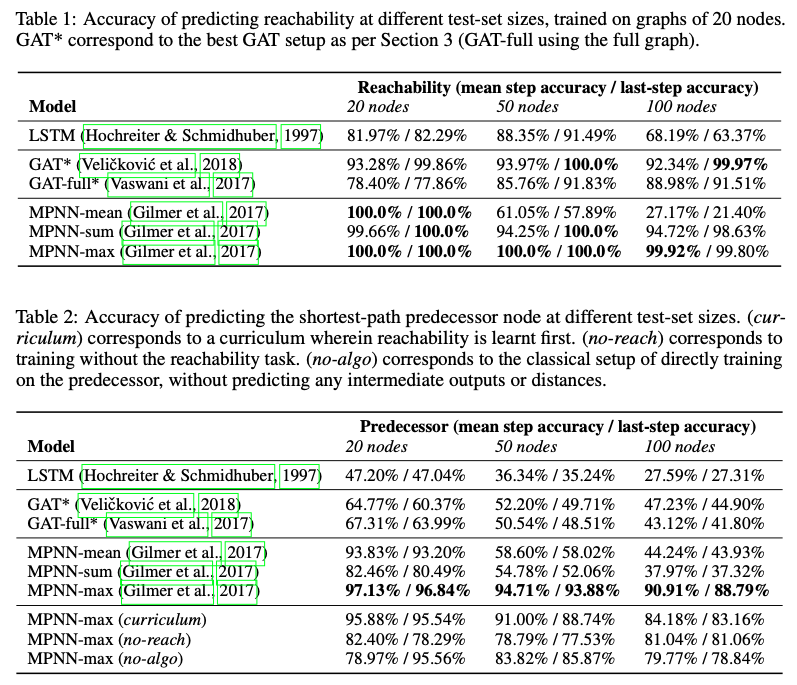 Table 1: Accuracy of predicting reachability at different test-set sizes, trained on graphs of 20 nodes.
GAT* correspond to the best GAT setup as per Section 3 (GAT-full using the full graph).
Reachability (mean step accuracy / last-step accuracy)
Model 20 nodes 50 nodes 100 nodes
LSTM (Hochreiter & Schmidhuber, 1997) 81.97% / 82.29% 88.35% / 91.49% 68.19% / 63.37%
GAT* (Veličković et al., 2018) 93.28% / 99.86% 93.97% / 100.0% 92.34% / 99.97%
GAT-full* (Vaswani et al., 2017) 78.40% / 77.86% 85.76% / 91.83% 88.98% / 91.51%
MPNN-mean (Gilmer et al., 2017) 100.0% / 100.0% 61.05% / 57.89% 27.17% / 21.40%
MPNN-sum (Gilmer et al., 2017) 99.66% / 100.0% 94.25% / 100.0% 94.72% / 98.63%
MPNN-max (Gilmer et al., 2017) 100.0% / 100.0% 100.0% / 100.0% 99.92% / 99.80%
Table 2: Accuracy of predicting the shortest-path predecessor node at different test-set sizes. (cur-
riculum) corresponds to a curriculum wherein reachability is learnt first. (no-reach) corresponds to
training without the reachability task. (no-algo) corresponds to the classical setup of directly training
on the predecessor, without predicting any intermediate outputs or distances.
Predecessor (mean step accuracy / last-step accuracy)
Model 20 nodes 50 nodes 100 nodes
LSTM (Hochreiter & Schmidhuber, 1997) 47.20% / 47.04% 36.34% / 35.24% 27.59% / 27.31%
GAT* (Veličković et al., 2018) 64.77% / 60.37% 52.20% / 49.71% 47.23% / 44.90%
GAT-full* (Vaswani et al., 2017) 67.31% / 63.99% 50.54% / 48.51% 43.12% / 41.80%
MPNN-mean (Gilmer et al., 2017) 93.83% / 93.20% 58.60% / 58.02% 44.24% / 43.93%
MPNN-sum (Gilmer et al., 2017) 82.46% / 80.49% 54.78% / 52.06% 37.97% / 37.32%
MPNN-max (Gilmer et al., 2017) 97.13% / 96.84% 94.71% / 93.88% 90.91% / 88.79%
MPNN-max (curriculum) 95.88% / 95.54% 91.00% / 88.74% 84.18% / 83.16%
MPNN-max (no-reach) 82.40% / 78.29% 78.79% / 77.53% 81.04% / 81.06%
MPNN-max (no-algo) 78.97% / 95.56% 83.82% / 85.87% 79.77% / 78.84%